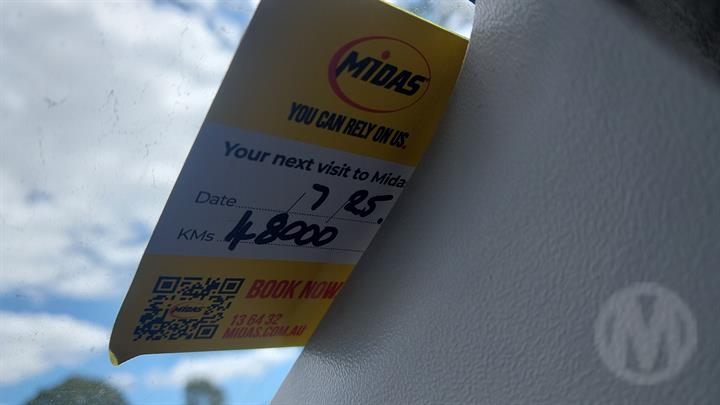 MIDAS
YOU CAN RELY ON US.
Your next visit to Mida
Date / 7 / 25.
KMs 48000
MIDAS
BOOK NOW
13 64 32
MIDAS.COM.AU
M